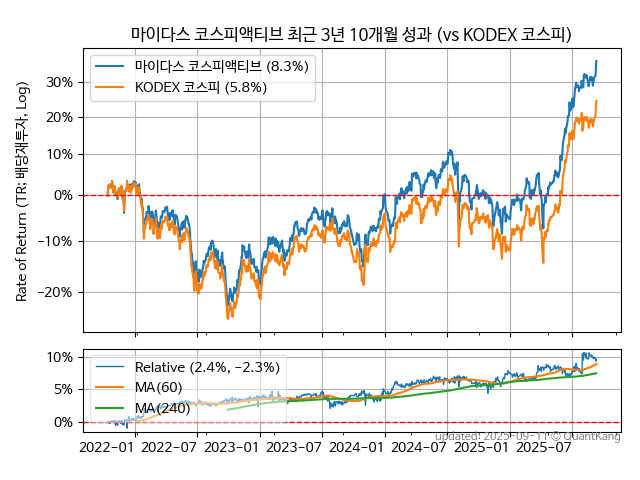 마이다스 코스피액티브 최근 3년 10개월 성과 (vs KODEX 코스피)
Rate of Return (TR: 배당재투자, Log)
마이다스 코스피액티브 (8.3%)
KODEX 코스피 (5.8%)
30%
20%
10%
0%
−10%
−20%
Relative (2.4%, −2.3%)
MA(60)
MA(240)
10%
5%
0%
2022−01 2022−07 2023−01 2023−07 2024−01 2024−07 2025−01 2025−07
updated: 2025-09-11 © QuantKang